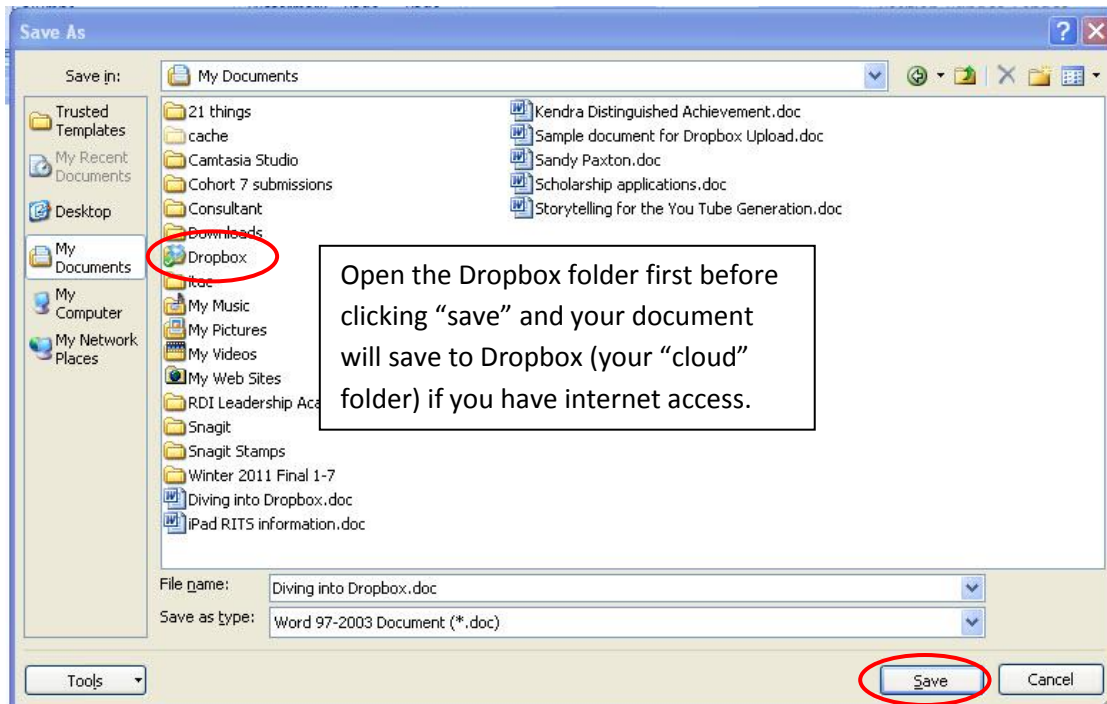 Save As
Save in:
My Documents
Trusted
Templates
My Recent
Documents
Desktop
My
Documents
My
Computer
My Network
Places
21 things
cache
Camtasia Studio
Cohort 7 submissions
Consultant
Downloads
Dropbox
itac
My Music
My Pictures
My Videos
My Web Sites
RDI Leadership Aca
Snagit
Snagit Stamps
Winter 2011 Final 1-7
Diving into Dropbox.doc
iPad RITS information.doc
Kendra Distinguished Achievement.doc
Sample document for Dropbox Upload.doc
Sandy Paxton.doc
Scholarship applications.doc
Storytelling for the You Tube Generation.doc
Open the Dropbox folder first before
clicking “save” and your document
will save to Dropbox (your “cloud”
folder) if you have internet access.
File name:
Diving into Dropbox.doc
Save as type:
Word 97-2003 Document (*.doc)
Tools
Save
Cancel